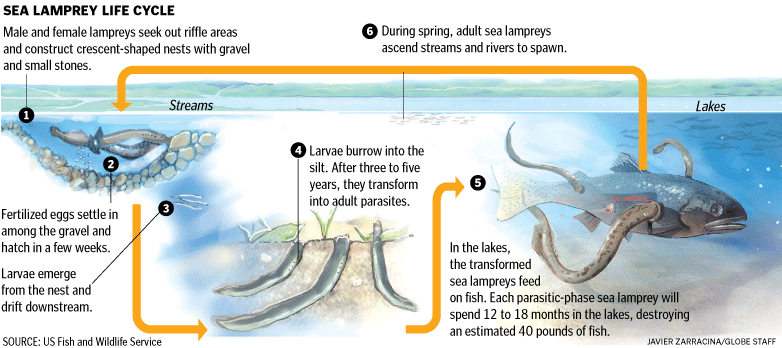 SEA LAMPREY LIFE CYCLE
1
Male and female lampreys seek out riffle areas
and construct crescent-shaped nests with gravel
and small stones.
Streams
2
Fertilized eggs settle in
among the gravel and
hatch in a few weeks.
3
Larvae emerge
from the nest and
drift downstream.
4 Larvae burrow into the
silt. After three to five
years, they transform
into adult parasites.
5
In the lakes,
the transformed
sea lampreys feed
on fish. Each parasitic-phase sea lamprey will
spend 12 to 18 months in the lakes, destroying
an estimated 40 pounds of fish.
6 During spring, adult sea lampreys
ascend streams and rivers to spawn.
Lakes
SOURCE: US Fish and Wildlife Service
JAVIER ZARRACINA/GLOBE STAFF